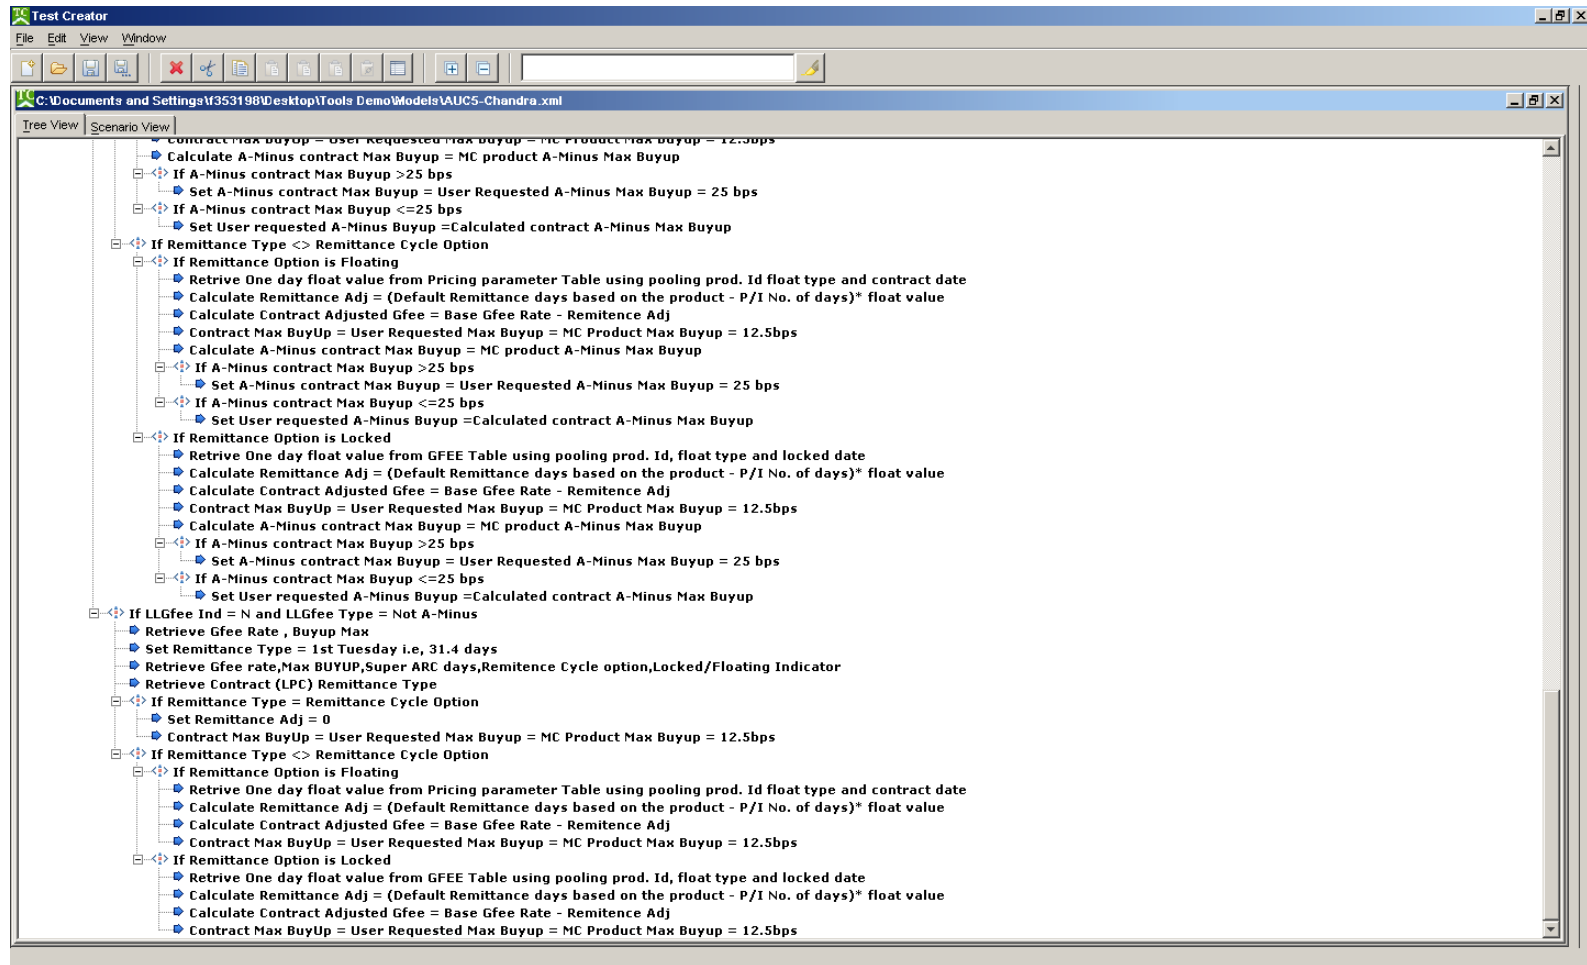 Test Creator
File Edit View Window
C:\Documents and Settings\f353198\Desktop\Tools Demo\Models\AUC5-Chandra.xml
Tree View Scenario View
Contract Max BuyUp = User Requested Max Buyup = MC Product Max Buyup = 12.5bps
Calculate A-Minus contract Max Buyup = MC product A-Minus Max Buyup
If A-Minus contract Max Buyup >25 bps
Set A-Minus contract Max Buyup = User Requested A-Minus Max Buyup = 25 bps
If A-Minus contract Max Buyup <=25 bps
Set User requested A-Minus Buyup =Calculated contract A-Minus Max Buyup
If Remittance Type <> Remittance Cycle Option
If Remittance Option is Floating
Retrive One day float value from Pricing parameter Table using pooling prod. Id float type and contract date
Calculate Remittance Adj = (Default Remittance days based on the product - P/I No. of days)* float value
Calculate Contract Adjusted Gfee = Base Gfee Rate - Remitence Adj
Contract Max BuyUp = User Requested Max Buyup = MC Product Max Buyup = 12.5bps
Calculate A-Minus contract Max Buyup = MC product A-Minus Max Buyup
If A-Minus contract Max Buyup >25 bps
Set A-Minus contract Max Buyup = User Requested A-Minus Max Buyup = 25 bps
If A-Minus contract Max Buyup <=25 bps
Set User requested A-Minus Buyup =Calculated contract A-Minus Max Buyup
If Remittance Option is Locked
Retrive One day float value from GFEE Table using pooling prod. Id, float type and locked date
Calculate Remittance Adj = (Default Remittance days based on the product - P/I No. of days)* float value
Calculate Contract Adjusted Gfee = Base Gfee Rate - Remitence Adj
Contract Max BuyUp = User Requested Max Buyup = MC Product Max Buyup = 12.5bps
Calculate A-Minus contract Max Buyup = MC product A-Minus Max Buyup
If A-Minus contract Max Buyup >25 bps
Set A-Minus contract Max Buyup = User Requested A-Minus Max Buyup = 25 bps
If A-Minus contract Max Buyup <=25 bps
Set User requested A-Minus Buyup =Calculated contract A-Minus Max Buyup
If LLGfee Ind = N and LLGfee Type = Not A-Minus
Retrieve Gfee Rate , Buyup Max
Set Remittance Type = 1st Tuesday i.e, 31.4 days
Retrieve Gfee rate,Max BUYUP,Super ARC days,Remitence Cycle option,Locked/Floating Indicator
Retrieve Contract (LPC) Remittance Type
If Remittance Type = Remittance Cycle Option
Set Remittance Adj = 0
Contract Max BuyUp = User Requested Max Buyup = MC Product Max Buyup = 12.5bps
If Remittance Type <> Remittance Cycle Option
If Remittance Option is Floating
Retrive One day float value from Pricing parameter Table using pooling prod. Id float type and contract date
Calculate Remittance Adj = (Default Remittance days based on the product - P/I No. of days)* float value
Calculate Contract Adjusted Gfee = Base Gfee Rate - Remitence Adj
Contract Max BuyUp = User Requested Max Buyup = MC Product Max Buyup = 12.5bps
If Remittance Option is Locked
Retrive One day float value from GFEE Table using pooling prod. Id, float type and locked date
Calculate Remittance Adj = (Default Remittance days based on the product - P/I No. of days)* float value
Calculate Contract Adjusted Gfee = Base Gfee Rate - Remitence Adj
Contract Max BuyUp = User Requested Max Buyup = MC Product Max Buyup = 12.5bps